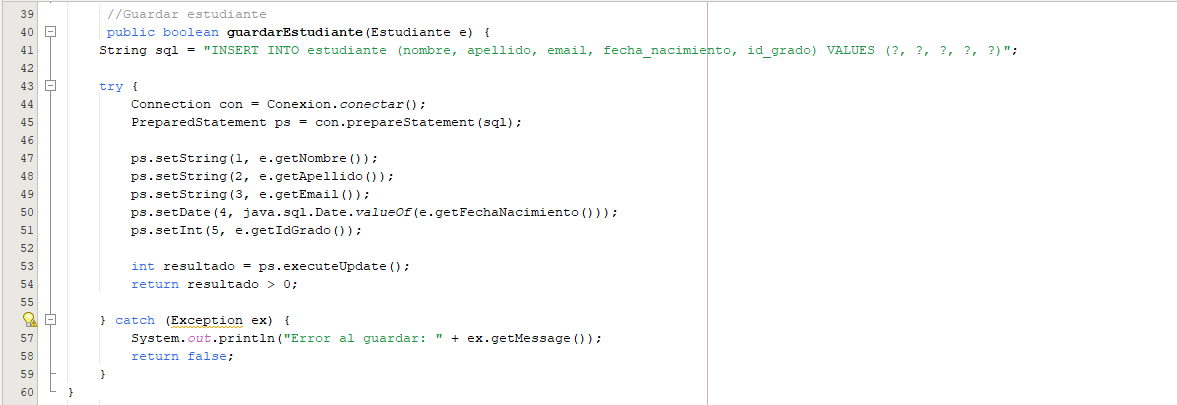 39 //Guardar estudiante
40 public boolean guardarEstudiante(Estudiante e) {
41 String sql = "INSERT INTO estudiante (nombre, apellido, email, fecha_nacimiento, id_grado) VALUES (?, ?, ?, ?, ?)";
42
43 try {
44 Connection con = Conexion.conectar();
45 PreparedStatement ps = con.prepareStatement(sql);
46
47 ps.setString(1, e.getNombre());
48 ps.setString(2, e.getApellido());
49 ps.setString(3, e.getEmail());
50 ps.setDate(4, java.sql.Date.valueOf(e.getFechaNacimiento()));
51 ps.setInt(5, e.getIdGrado());
52
53 int resultado = ps.executeUpdate();
54 return resultado > 0;
55
} catch (Exception ex) {
57 System.out.println("Error al guardar: " + ex.getMessage());
58 return false;
59 }
60 }